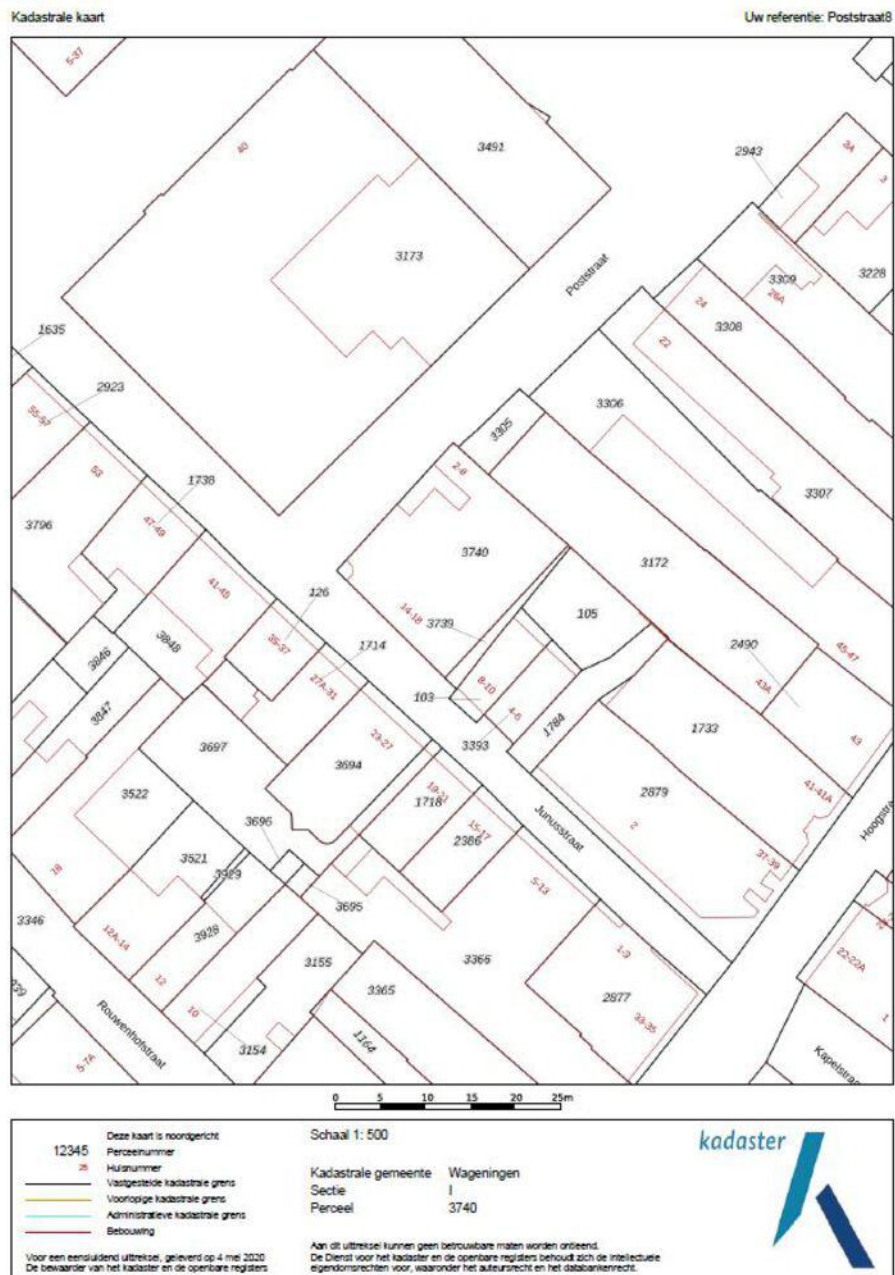 Kadastrale kaart
Uw referentie: Poststraat8
5-37
40
3491
2943
3A
3
3173
Poststraat
3309
3228
26A
24
3308
1635
22
2923
55-57
3306
3305
53
1738
2-8
3307
47-49
3796
3740
3172
41-45
126
105
14-18
35-37
3739
3848
1714
2490
45-47
3846
27A-31
8-10
43A
103
4-6
3847
23-27
1784
1733
43
3697
3393
3694
2879
19-21
41-41A
3522
1718
Junusstraat
Hoogstr
15-17
2
3696
2386
37-39
3521
3929
5-13
18
3695
3346
3928
1-3
12A-14
3155
3366
22-22A
3365
2877
12
10
33-35
1
Rouwenhofstraat
1164
3154
5-7A
Kapelstraa
0 5 10 15 20 25m
Deze kaart is noordgericht
12345 Perceelnummer
25 Huisnummer
Vastgestelde kadastrale grens
Voorlopige kadastrale grens
Administratieve kadastrale grens
Bebouwing
Voor een eensluidend uittreksel, geleverd op 4 mei 2020
De bewaarder van het kadaster en de openbare registers
Schaal 1: 500
Kadastrale gemeente Wageningen
Sectie I
Perceel 3740
Aan dit uittreksel kunnen geen betrouwbare maten worden ontleend.
De Dienst voor het kadaster en de openbare registers behoudt zich de intellectuele
eigendomsrechten voor, waaronder het auteursrecht en het databankenrecht.
kadaster